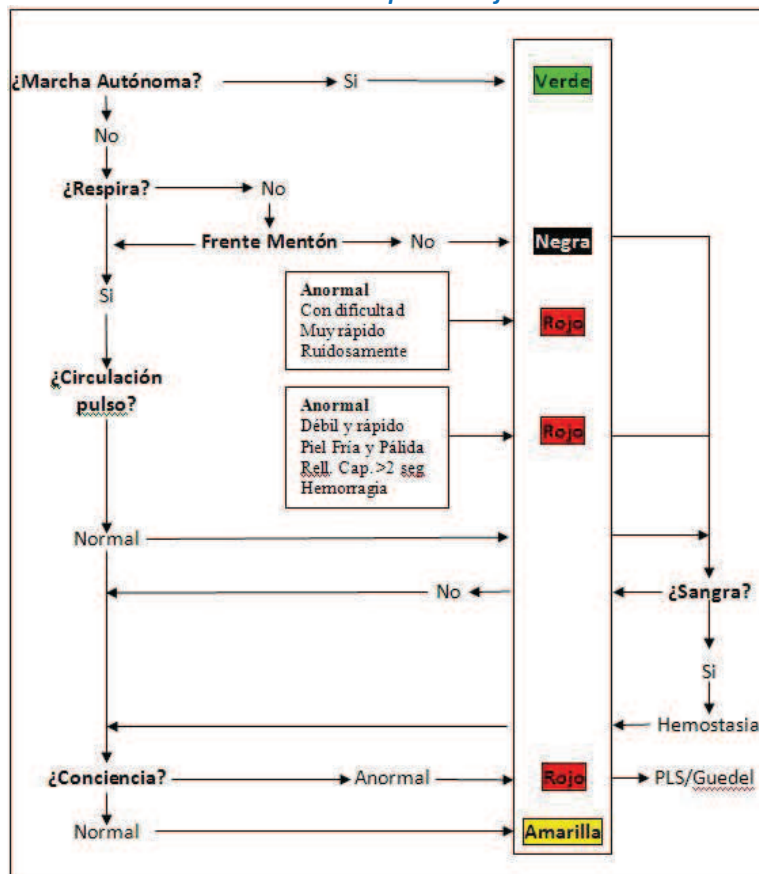 ¿Marcha Autónoma? Si Verde
No
¿Respira? No
Frente Mentón No Negra
Si
Anormal
Con dificultad
Muy rápido
Ruidosamente
Rojo
¿Circulación
pulso?
Anormal
Débil y rápido
Piel Fría y Pálida
Rell. Cap. >2 seg
Hemorragia
Rojo
Normal
No ¿Sangra?
Si
Hemostasia
¿Conciencia? Anormal Rojo PLS/Guedel
Normal Amarilla